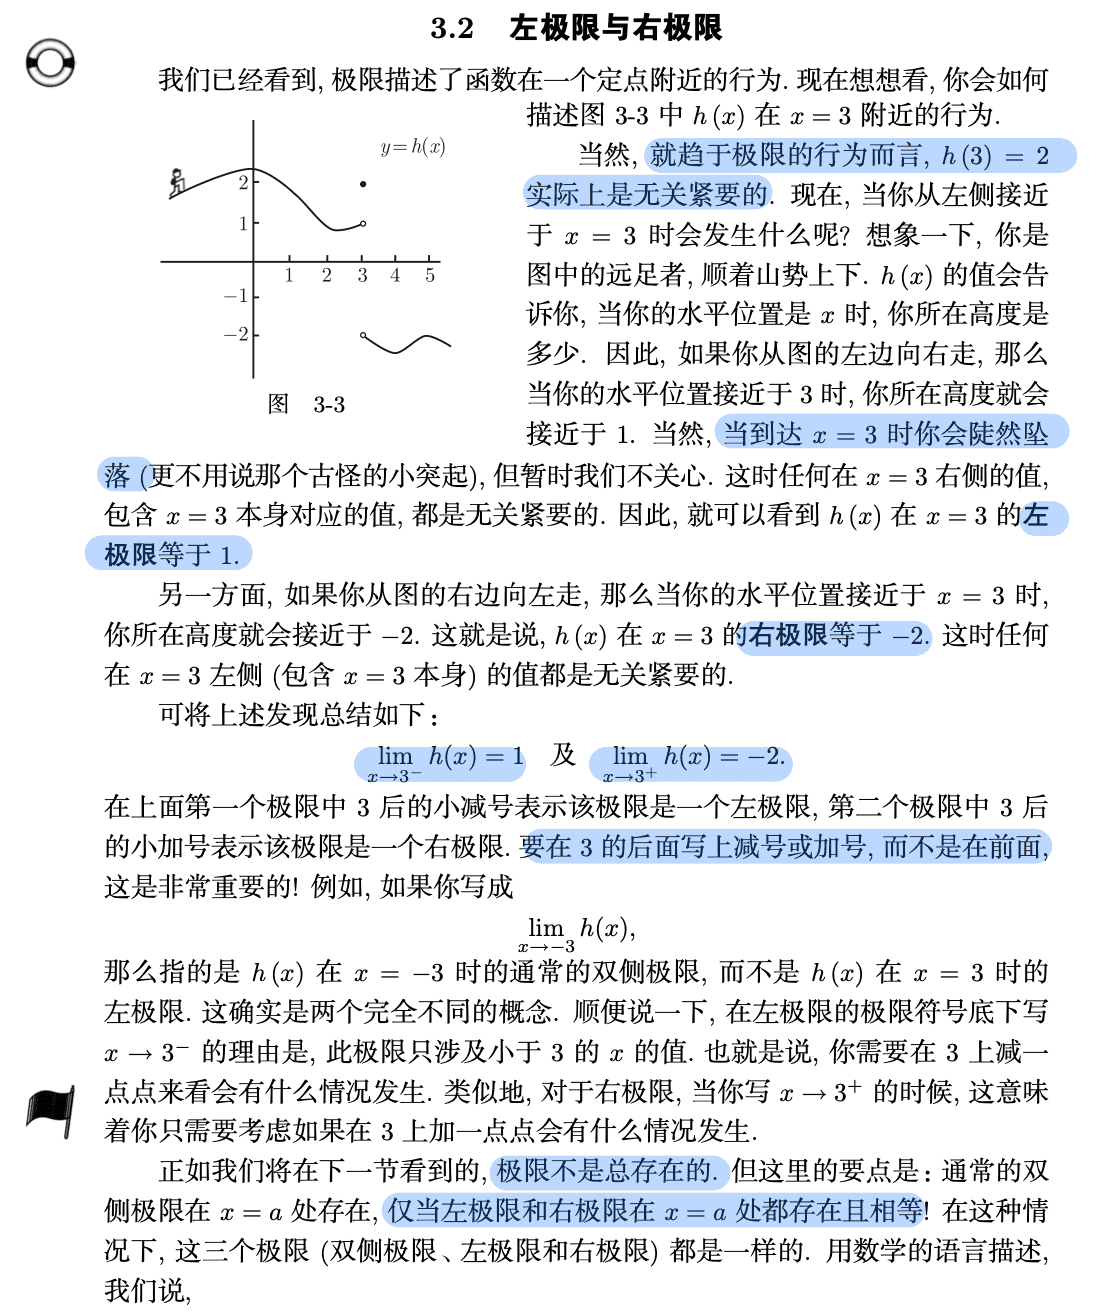 3.2 左极限与右极限
我们已经看到, 极限描述了函数在一个定点附近的行为. 现在想想看, 你会如何
描述图 3-3 中 h (x) 在 x = 3 附近的行为.
y = h(x)
2
1
1 2 3 4 5
−1
−2
图 3-3
当然, 就趋于极限的行为而言, h (3) = 2
实际上是无关紧要的. 现在, 当你从左侧接近
于 x = 3 时会发生什么呢? 想象一下, 你是
图中的远足者, 顺着山势上下. h (x) 的值会告
诉你, 当你的水平位置是 x 时, 你所在高度是
多少. 因此, 如果你从图的左边向右走, 那么
当你的水平位置接近于 3 时, 你所在高度就会
接近于 1. 当然, 当到达 x = 3 时你会陡然坠
落 (更不用说那个古怪的小突起), 但暂时我们不关心. 这时任何在 x = 3 右侧的值,
包含 x = 3 本身对应的值, 都是无关紧要的. 因此, 就可以看到 h (x) 在 x = 3 的左
极限等于 1.
另一方面, 如果你从图的右边向左走, 那么当你的水平位置接近于 x = 3 时,
你所在高度就会接近于 −2. 这就是说, h (x) 在 x = 3 的右极限等于 −2. 这时任何
在 x = 3 左侧 (包含 x = 3 本身) 的值都是无关紧要的.
可将上述发现总结如下:
lim x→3⁻ h(x) = 1 及 lim x→3⁺ h(x) = −2.
在上面第一个极限中 3 后的小减号表示该极限是一个左极限, 第二个极限中 3 后
的小加号表示该极限是一个右极限. 要在 3 的后面写上减号或加号, 而不是在前面,
这是非常重要的! 例如, 如果你写成
lim x→−3 h(x),
那么指的是 h (x) 在 x = −3 时的通常的双侧极限, 而不是 h (x) 在 x = 3 时的
左极限. 这确实是两个完全不同的概念. 顺便说一下, 在左极限的极限符号底下写
x → 3⁻ 的理由是, 此极限只涉及小于 3 的 x 的值. 也就是说, 你需要在 3 上减一
点点来看会有什么情况发生. 类似地, 对于右极限, 当你写 x → 3⁺ 的时候, 这意味
着你只需要考虑如果在 3 上加一点点会有什么情况发生.
正如我们将在下一节看到的, 极限不是总存在的. 但这里的要点是: 通常的双
侧极限在 x = a 处存在, 仅当左极限和右极限在 x = a 处都存在且相等! 在这种情
况下, 这三个极限 (双侧极限、左极限和右极限) 都是一样的. 用数学的语言描述,
我们说,